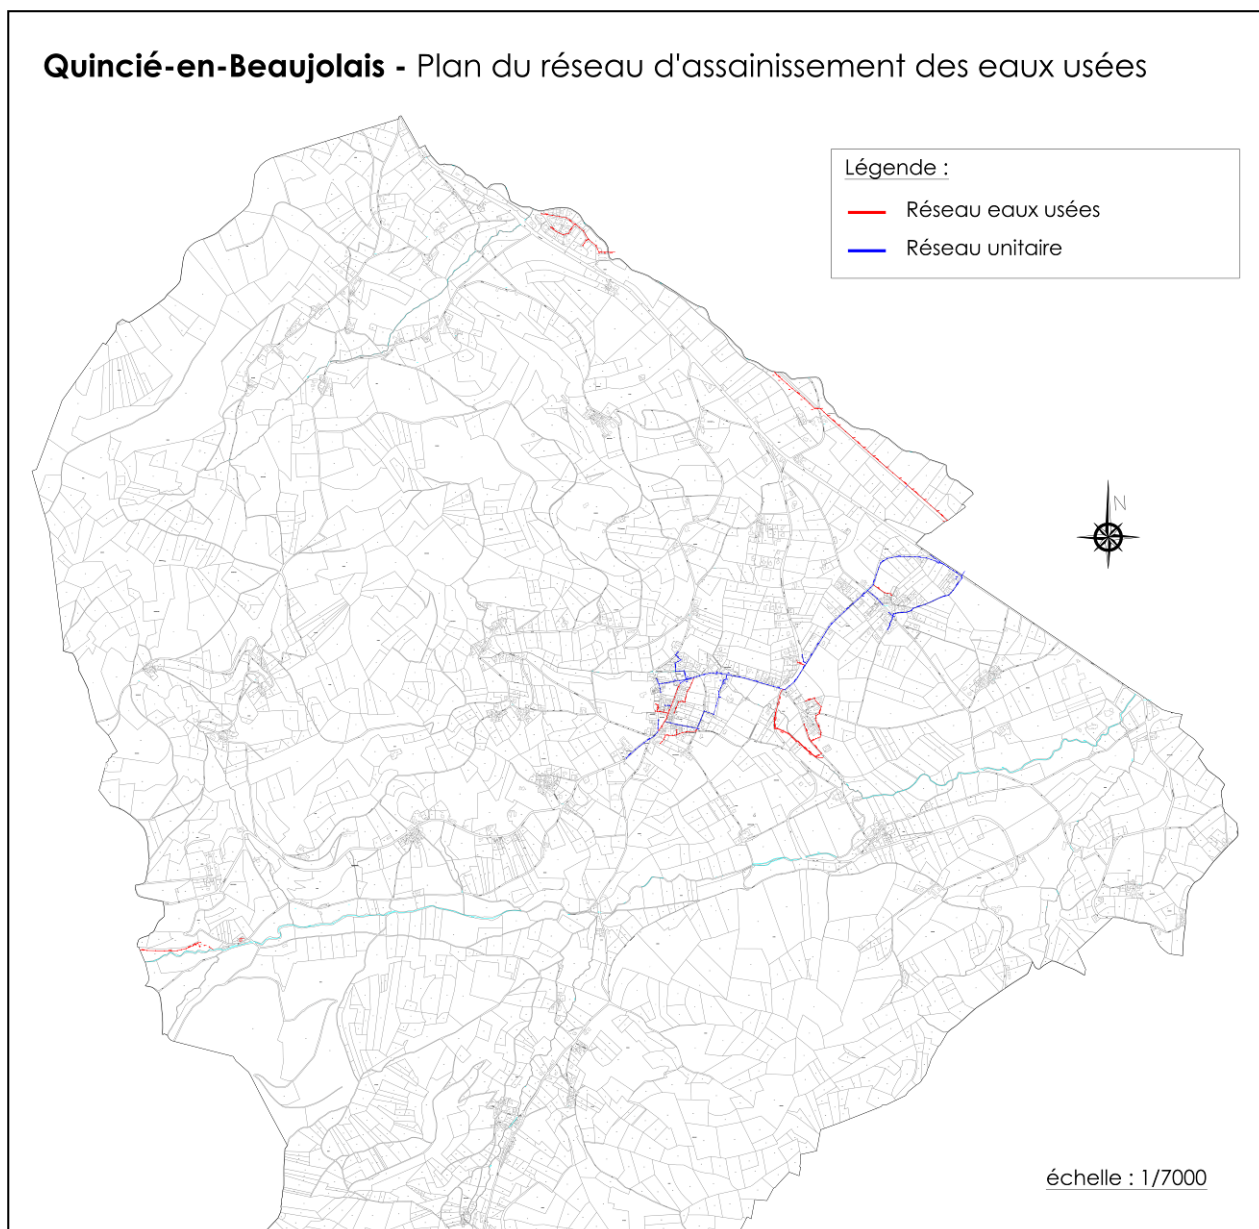 Quincié-en-Beaujolais - Plan du réseau d'assainissement des eaux usées
Légende :
Réseau eaux usées
Réseau unitaire
N
échelle : 1/7000